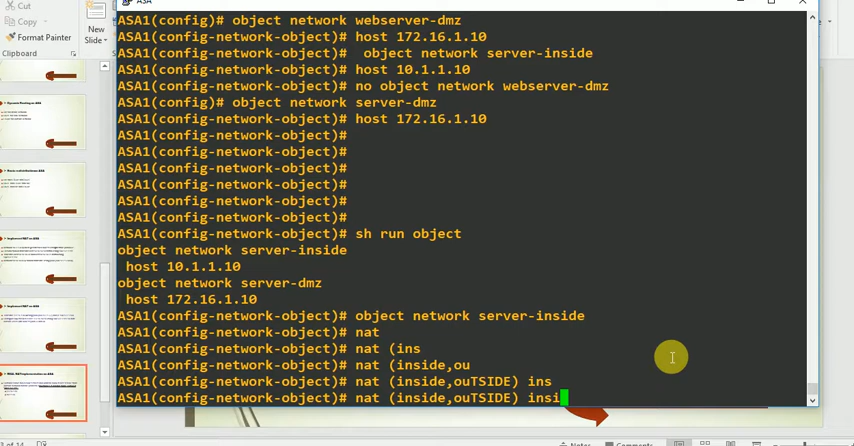 Cut
Copy
Format Painter
Clipboard
New
Slide
ASA1(config)# object network webserver-dmz
ASA1(config-network-object)# host 172.16.1.10
ASA1(config-network-object)#  object network server-inside
ASA1(config-network-object)# host 10.1.1.10
ASA1(config-network-object)# no object network webserver-dmz
ASA1(config)# object network server-dmz
ASA1(config-network-object)# host 172.16.1.10
ASA1(config-network-object)#
ASA1(config-network-object)#
ASA1(config-network-object)#
ASA1(config-network-object)#
ASA1(config-network-object)#
ASA1(config-network-object)#
ASA1(config-network-object)# sh run object
object network server-inside
 host 10.1.1.10
object network server-dmz
 host 172.16.1.10
ASA1(config-network-object)# object network server-inside
ASA1(config-network-object)# nat
ASA1(config-network-object)# nat (ins
ASA1(config-network-object)# nat (inside,ou
ASA1(config-network-object)# nat (inside,ouTSIDE) ins
ASA1(config-network-object)# nat (inside,ouTSIDE) insi